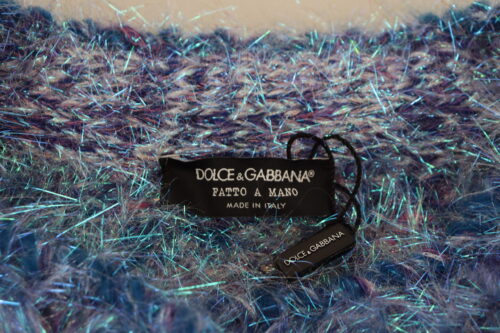 DOLCE & GABBANA®
FATTO A MANO
MADE IN ITALY
DOLCE & GABBANA